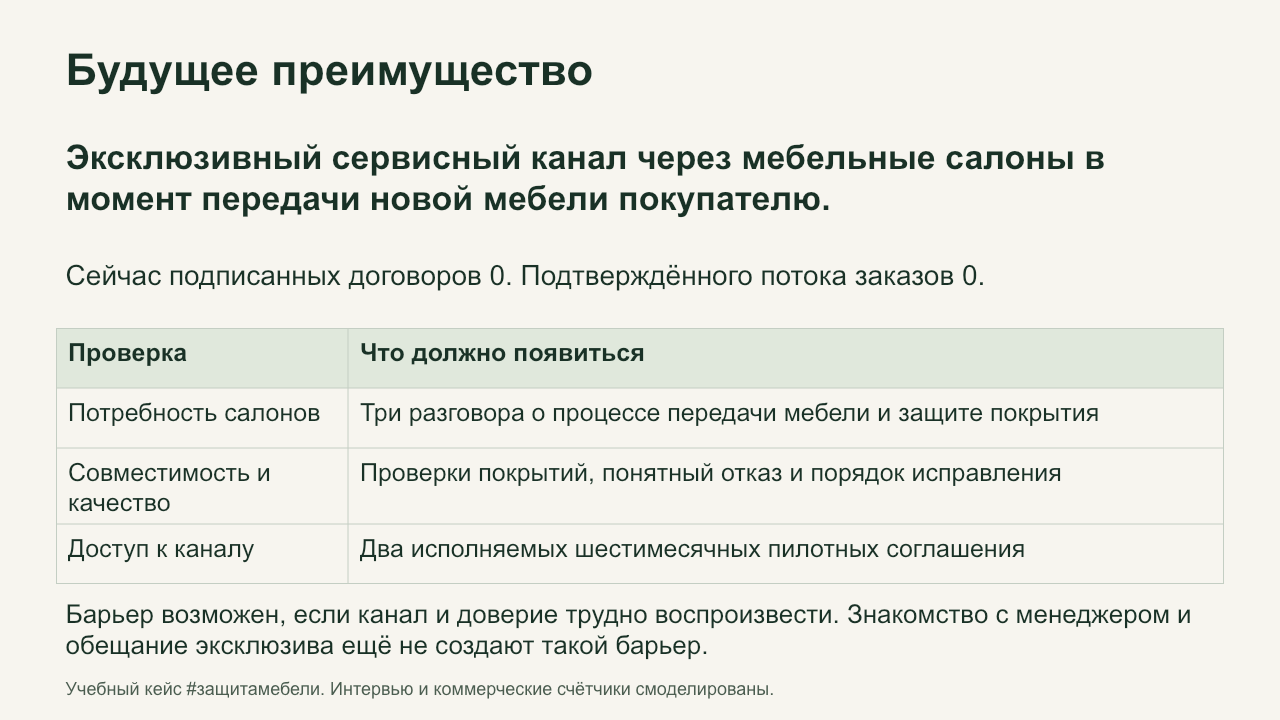 Будущее преимущество
Эксклюзивный сервисный канал через мебельные салоны в
момент передачи новой мебели покупателю.
Сейчас подписанных договоров 0. Подтверждённого потока заказов 0.
Проверка
Что должно появиться
Потребность салонов
Три разговора о процессе передачи мебели и защите покрытия
Совместимость и
качество
Проверки покрытий, понятный отказ и порядок исправления
Доступ к каналу
Два исполняемых шестимесячных пилотных соглашения
Барьер возможен, если канал и доверие трудно воспроизвести. Знакомство с менеджером и
обещание эксклюзива ещё не создают такой барьер.
Учебный кейс #защитамебели. Интервью и коммерческие счётчики смоделированы.